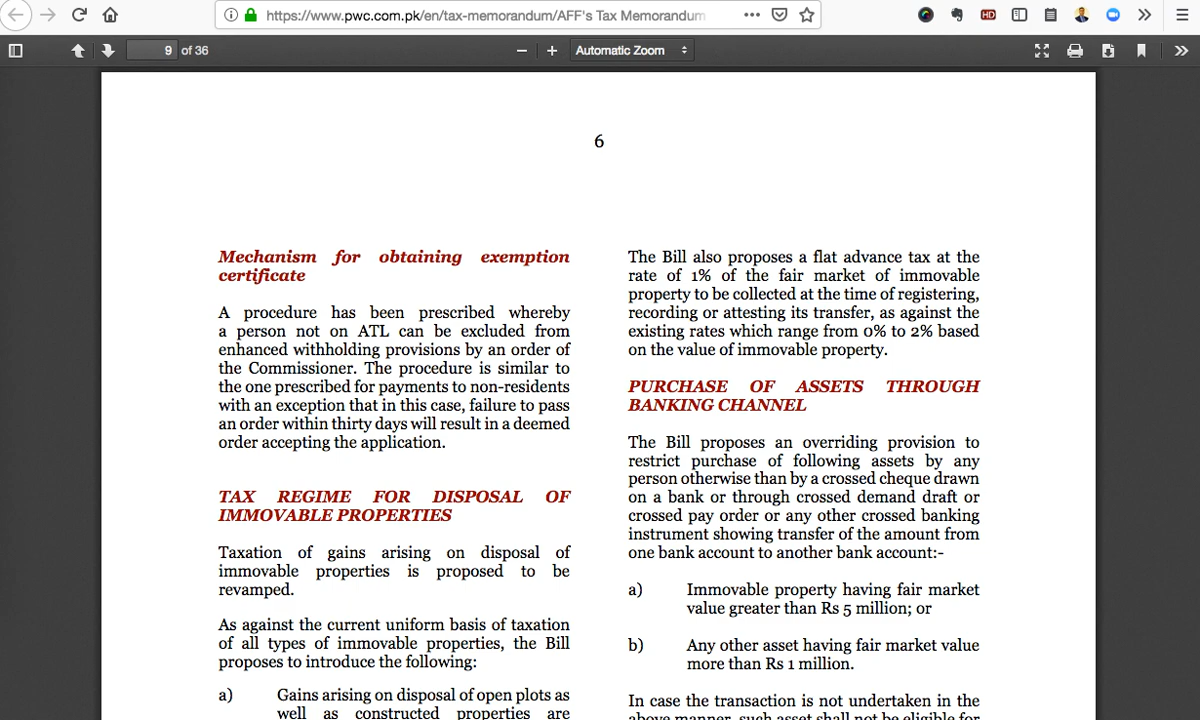 https://www.pwc.com.pk/en/tax-memorandum/AFF's Tax Memorandum
HD
9 of 36
Automatic Zoom
6
Mechanism for obtaining exemption
certificate
A procedure has been prescribed whereby
a person not on ATL can be excluded from
enhanced withholding provisions by an order of
the Commissioner. The procedure is similar to
the one prescribed for payments to non-residents
with an exception that in this case, failure to pass
an order within thirty days will result in a deemed
order accepting the application.
TAX REGIME FOR DISPOSAL OF
IMMOVABLE PROPERTIES
Taxation of gains arising on disposal of
immovable properties is proposed to be
revamped.
As against the current uniform basis of taxation
of all types of immovable properties, the Bill
proposes to introduce the following:
a) Gains arising on disposal of open plots as
well as constructed properties are
The Bill also proposes a flat advance tax at the
rate of 1% of the fair market of immovable
property to be collected at the time of registering,
recording or attesting its transfer, as against the
existing rates which range from 0% to 2% based
on the value of immovable property.
PURCHASE OF ASSETS THROUGH
BANKING CHANNEL
The Bill proposes an overriding provision to
restrict purchase of following assets by any
person otherwise than by a crossed cheque drawn
on a bank or through crossed demand draft or
crossed pay order or any other crossed banking
instrument showing transfer of the amount from
one bank account to another bank account:-
a) Immovable property having fair market
value greater than Rs 5 million; or
b) Any other asset having fair market value
more than Rs 1 million.
In case the transaction is not undertaken in the
above manner, such asset shall not be eligible for